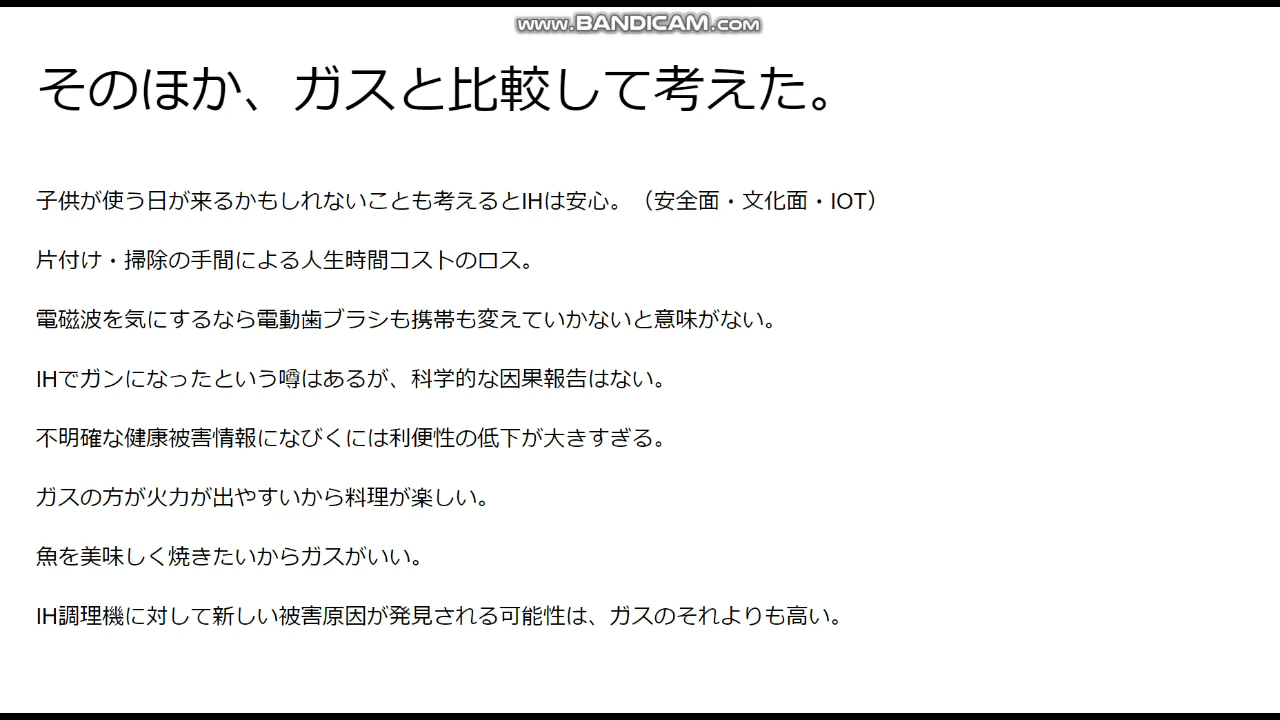 www.BANDICAM.com
そのほか、ガスと比較して考えた。
子供が使う日が来るかもしれないことも考えるとIHは安心。（安全面・文化面・IOT）
片付け・掃除の手間による人生時間コストのロス。
電磁波を気にするなら電動歯ブラシも携帯も変えていかないと意味がない。
IHでガンになったという噂はあるが、科学的な因果報告はない。
不明確な健康被害情報になびくには利便性の低下が大きすぎる。
ガスの方が火力が出やすいから料理が楽しい。
魚を美味しく焼きたいからガスがいい。
IH調理機に対して新しい被害原因が発見される可能性は、ガスのそれよりも高い。